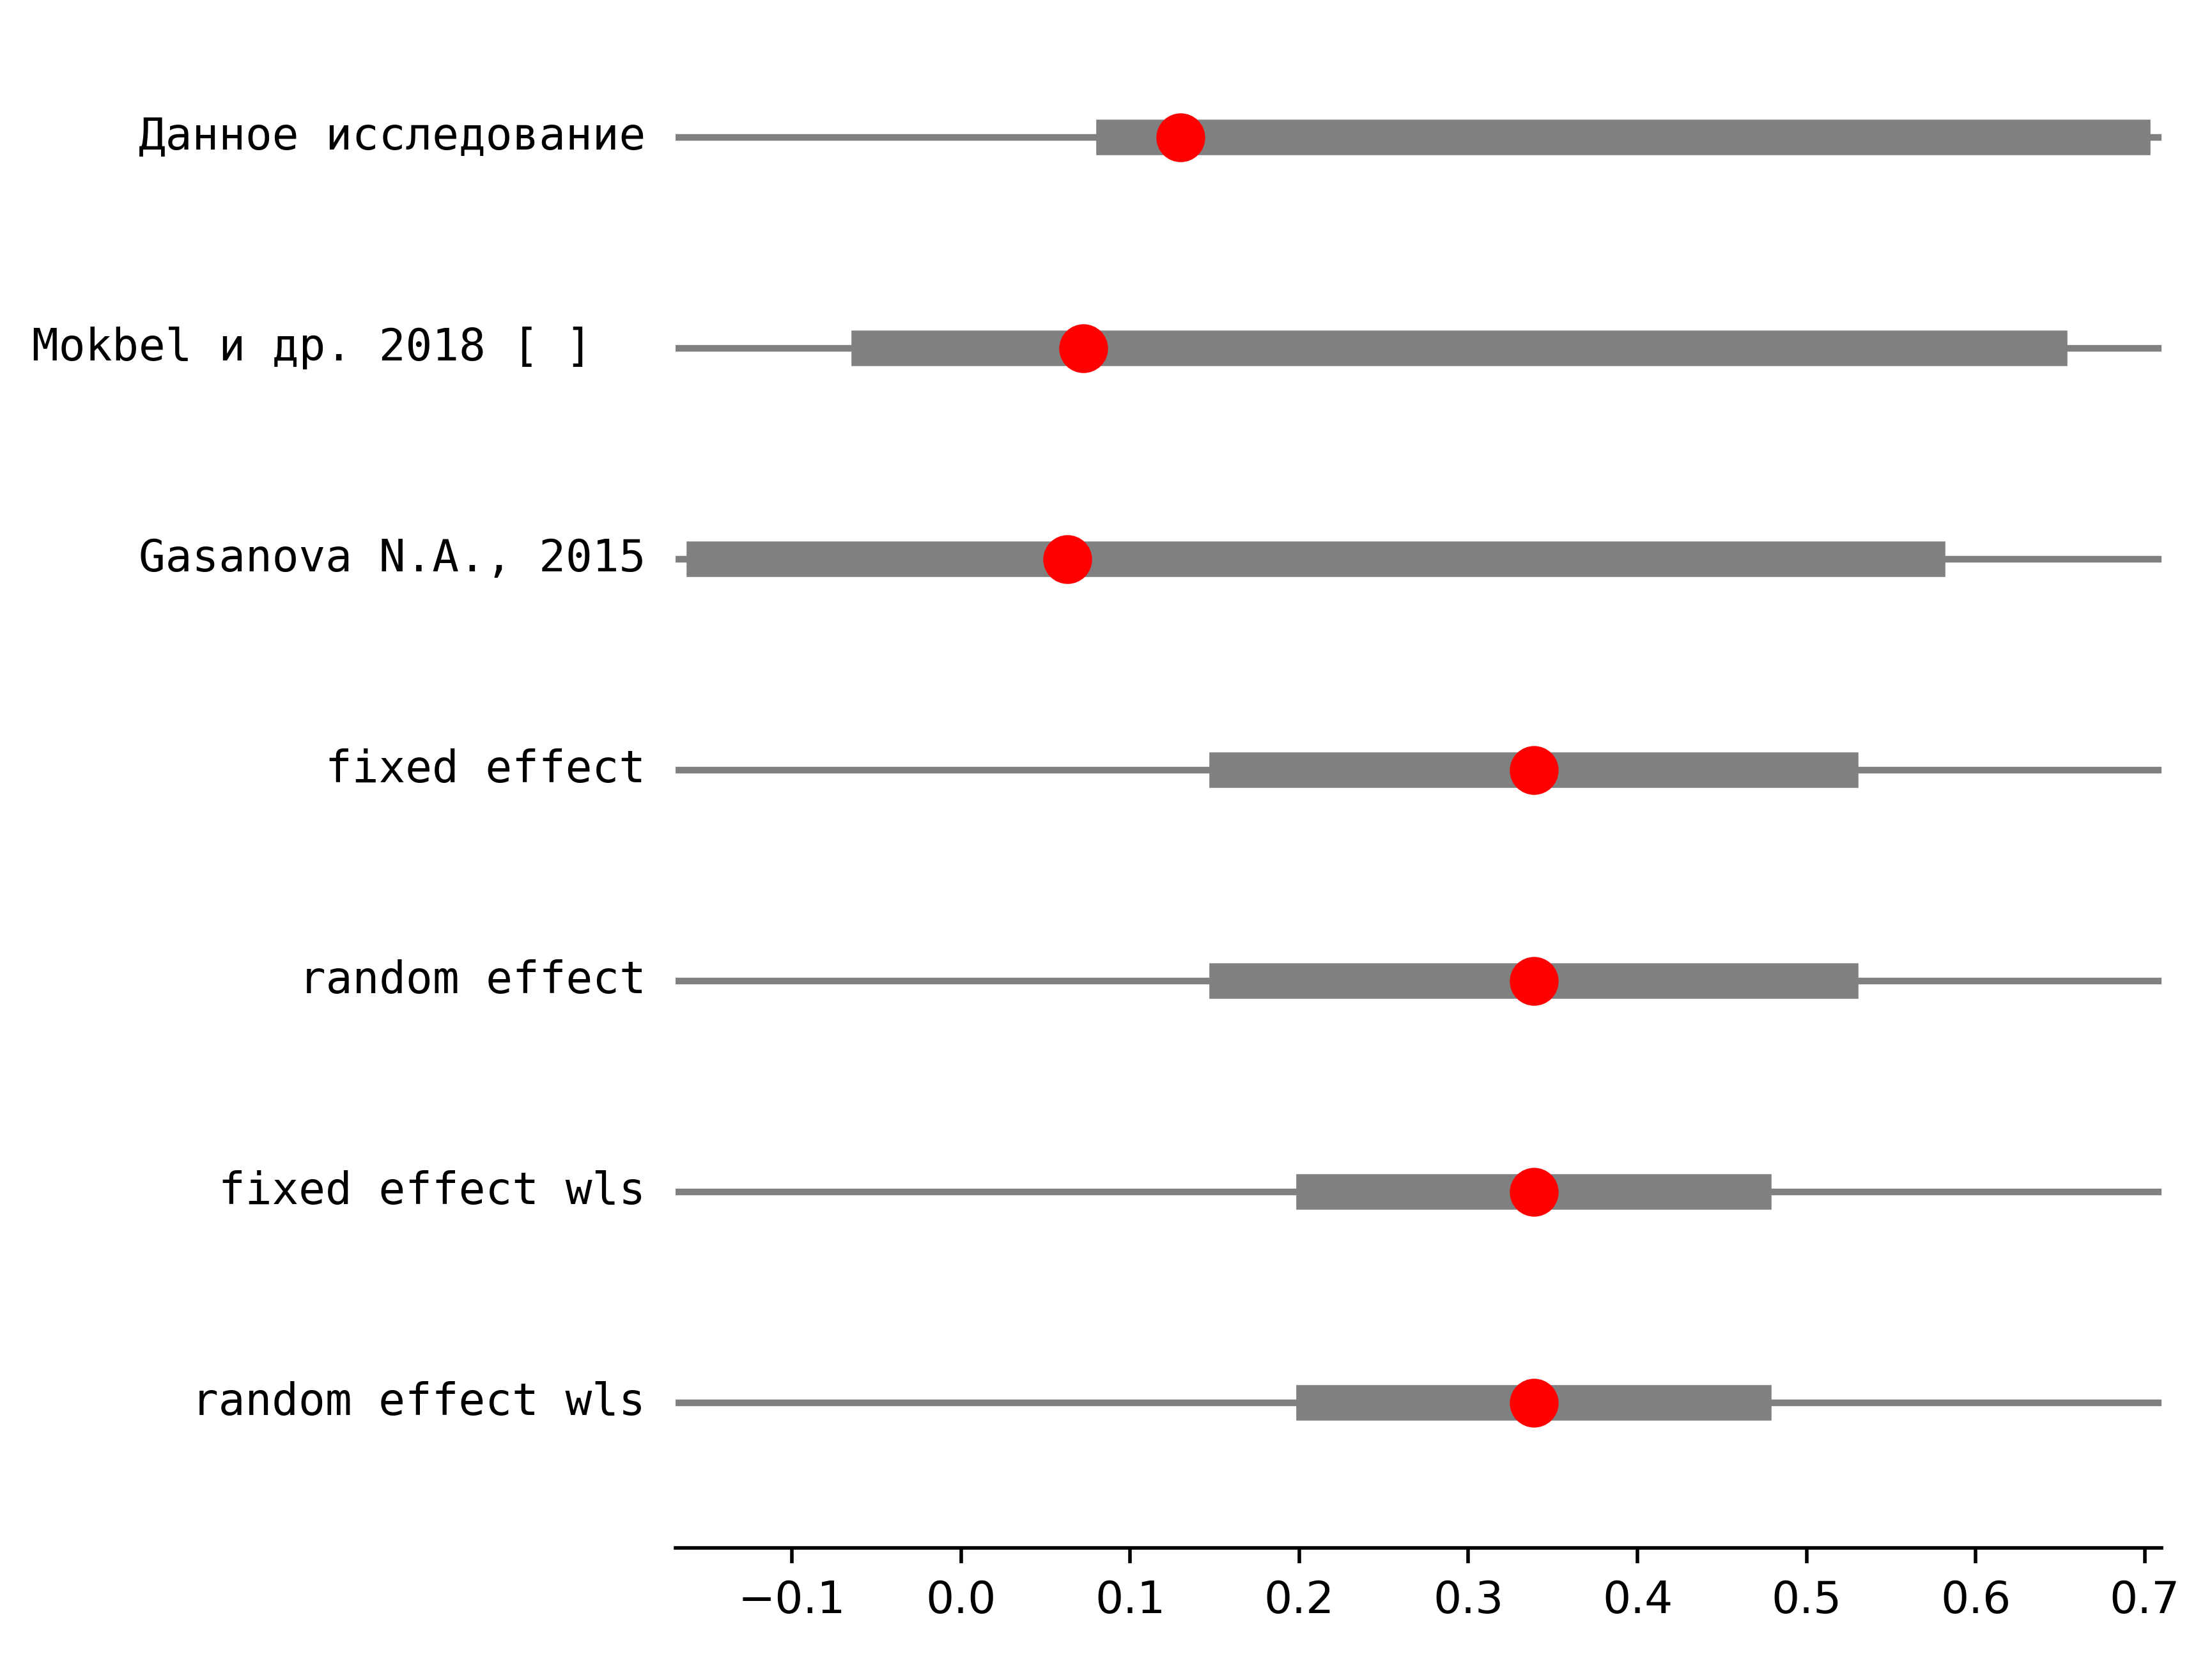 Данное исследование
Mokbel и др. 2018 [ ]
Gasanova N.A., 2015
fixed effect
random effect
fixed effect wls
random effect wls
−0.1 0.0 0.1 0.2 0.3 0.4 0.5 0.6 0.7